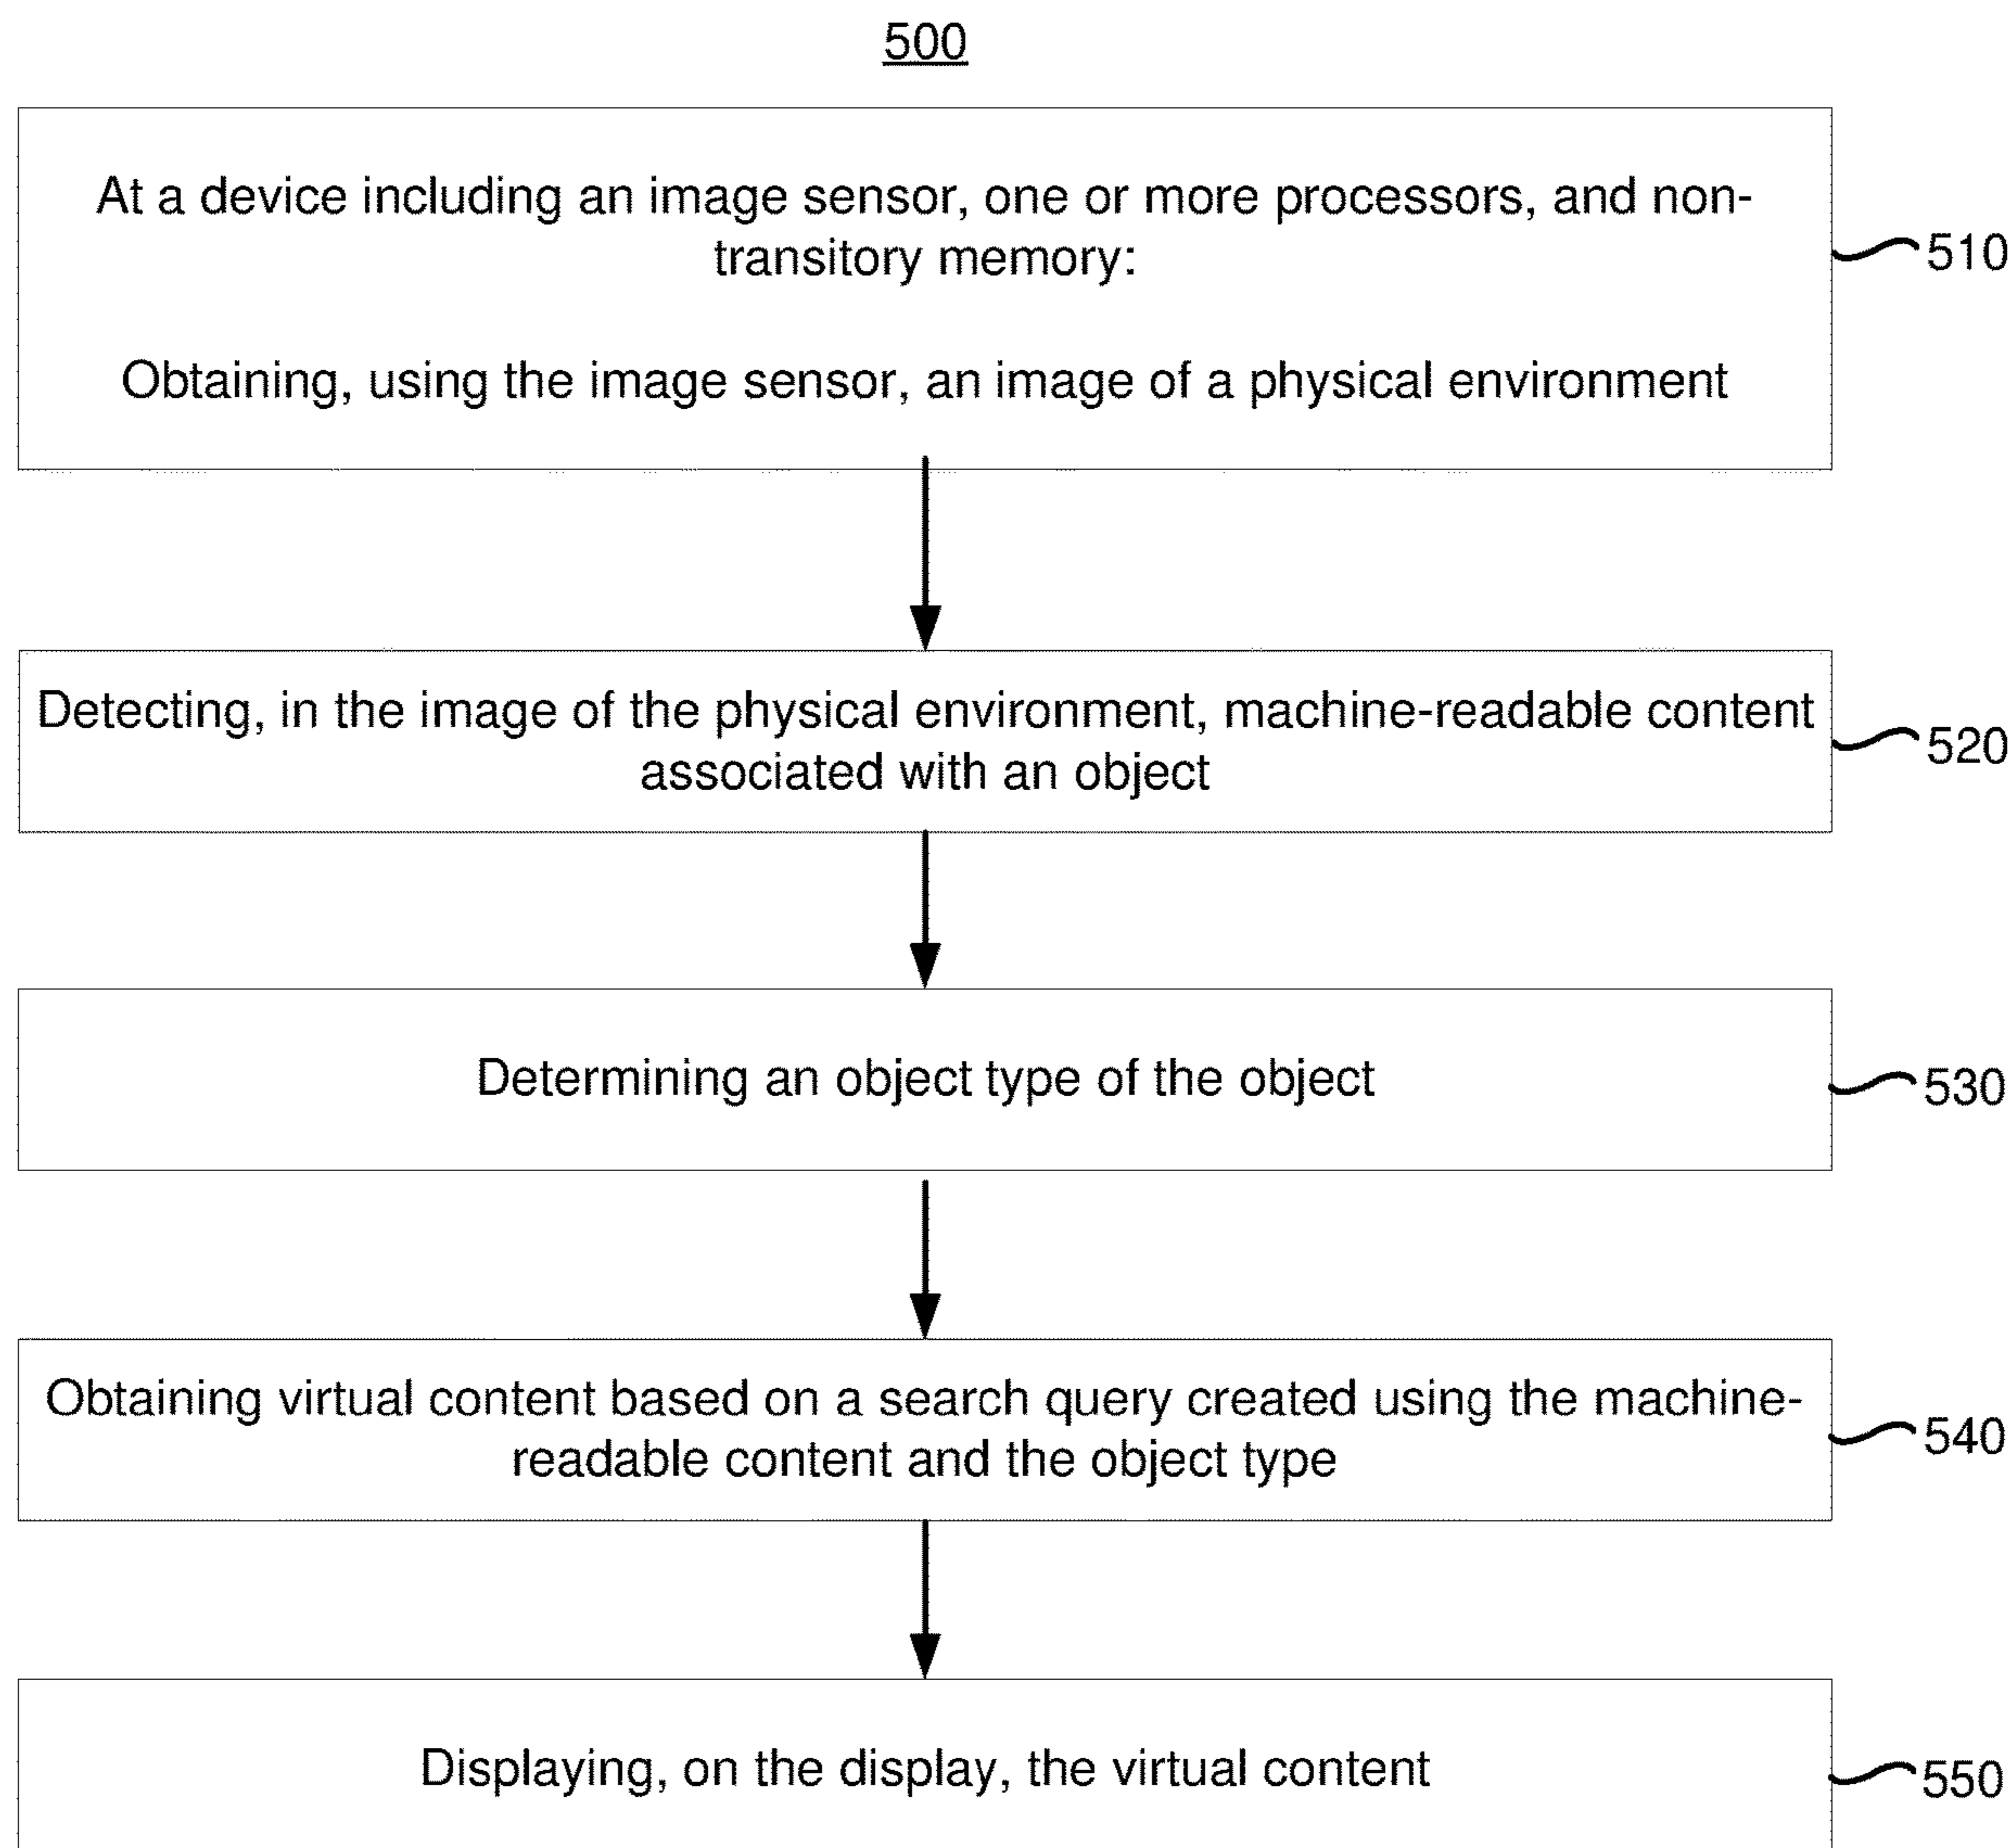 500
At a device including an image sensor, one or more processors, and non-
transitory memory:
Obtaining, using the image sensor, an image of a physical environment
510
Detecting, in the image of the physical environment, machine-readable content
associated with an object
520
Determining an object type of the object
530
Obtaining virtual content based on a search query created using the machine-
readable content and the object type
540
Displaying, on the display, the virtual content
550